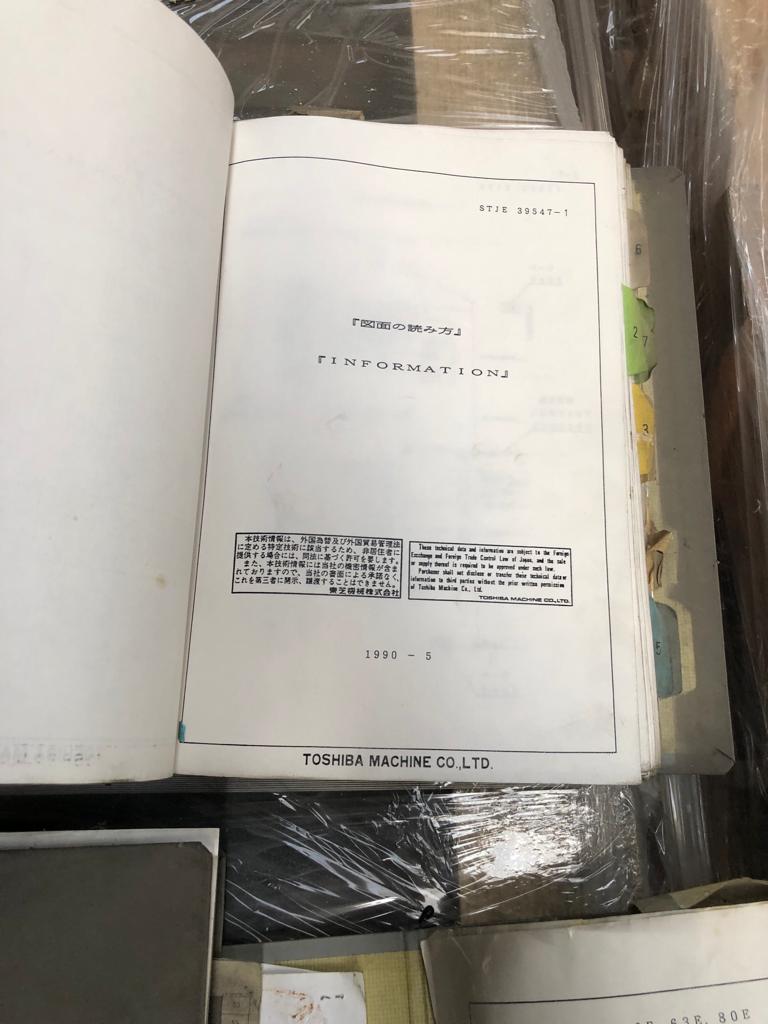 STJE 39547-1
『図面の読み方』
『INFORMATION』
本技術情報は、外国為替及び外国貿易管理法
に定める特定技術に該当するため、非居住者に
提供する場合には、同法に基づく許可を要します。
また、本技術情報には当社の機密情報が含ま
れておりますので、当社の書面による承諾なく、
これを第三者に開示、譲渡することはできません。
東芝機械株式会社
These technical data and information are subject to the Foreign
Exchange and Foreign Trade Control Law of Japan, and the sale
or supply thereof is required to be approved under such law.
Purchaser shall not disclose or transfer these technical data or
information to third parties without the prior written permission
of Toshiba Machine Co., Ltd.
TOSHIBA MACHINE CO.,LTD.
1990 - 5
TOSHIBA MACHINE CO.,LTD.
6
2 7
3
5
63E, 80E